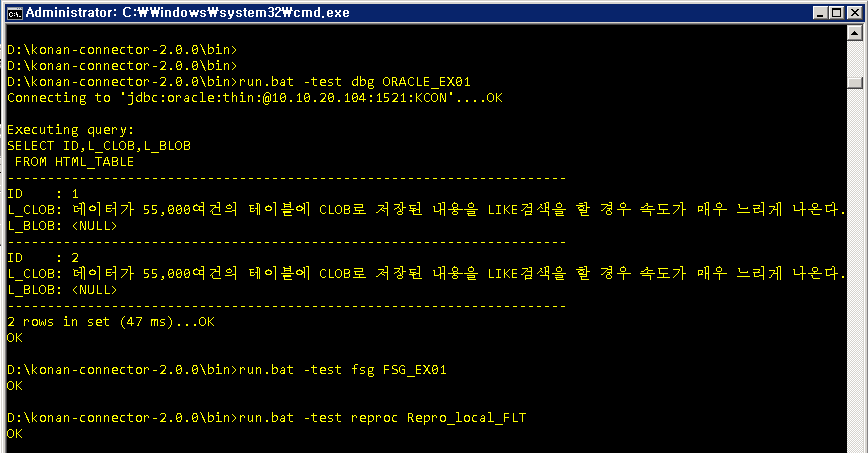 Administrator: C:₩Windows₩system32₩cmd.exe
D:\konan-connector-2.0.0\bin>
D:\konan-connector-2.0.0\bin>
D:\konan-connector-2.0.0\bin>run.bat -test dbg ORACLE_EX01
Connecting to 'jdbc:oracle:thin:@10.10.20.104:1521:KCON'....OK
Executing query:
SELECT ID,L_CLOB,L_BLOB
FROM HTML_TABLE
----------------------------------------------------------------------
ID    : 1
L_CLOB: 데이터가 55,000여건의 테이블에 CLOB로 저장된 내용을 LIKE검색을 할 경우 속도가 매우 느리게 나온다.
L_BLOB: <NULL>
----------------------------------------------------------------------
ID    : 2
L_CLOB: 데이터가 55,000여건의 테이블에 CLOB로 저장된 내용을 LIKE검색을 할 경우 속도가 매우 느리게 나온다.
L_BLOB: <NULL>
----------------------------------------------------------------------
2 rows in set (47 ms)...OK
OK
D:\konan-connector-2.0.0\bin>run.bat -test fsg FSG_EX01
OK
D:\konan-connector-2.0.0\bin>run.bat -test reproc Repro_local_FLT
OK